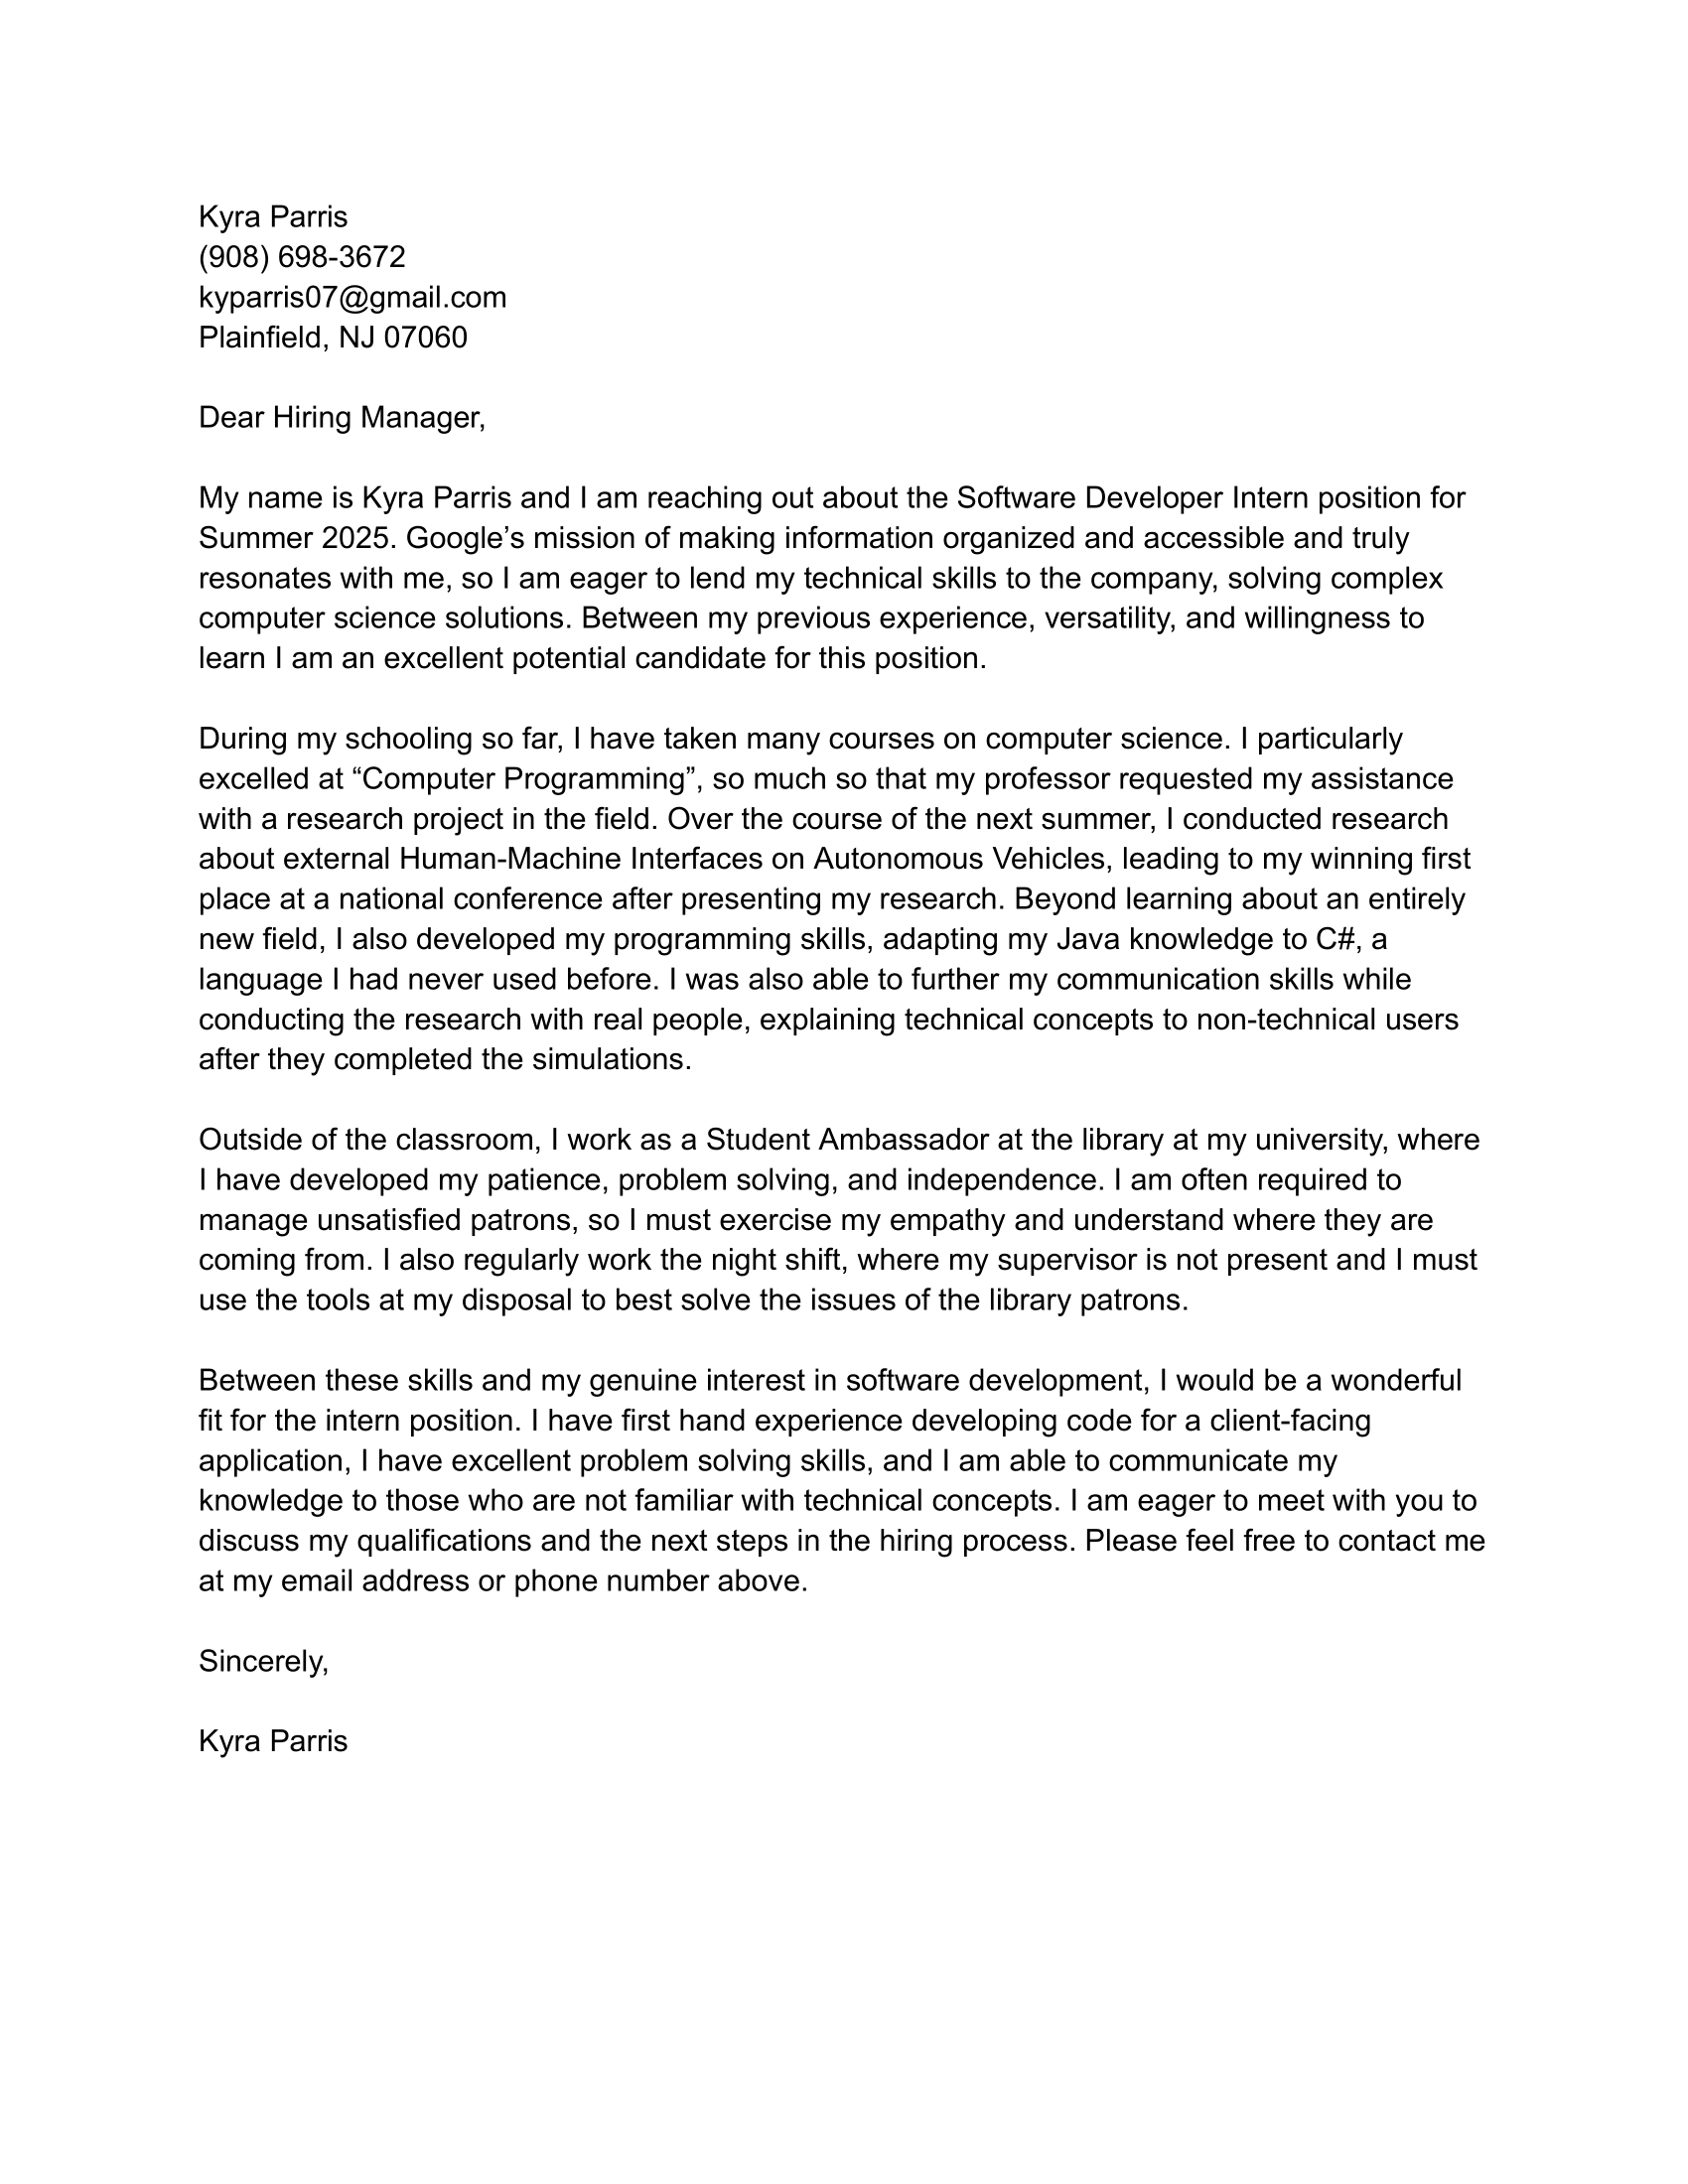 Kyra Parris
(908) 698-3672
kyparris07@gmail.com
Plainfield, NJ 07060
Dear Hiring Manager,
My name is Kyra Parris and I am reaching out about the Software Developer Intern position for
Summer 2025. Google’s mission of making information organized and accessible and truly
resonates with me, so I am eager to lend my technical skills to the company, solving complex
computer science solutions. Between my previous experience, versatility, and willingness to
learn I am an excellent potential candidate for this position.
During my schooling so far, I have taken many courses on computer science. I particularly
excelled at “Computer Programming”, so much so that my professor requested my assistance
with a research project in the field. Over the course of the next summer, I conducted research
about external Human-Machine Interfaces on Autonomous Vehicles, leading to my winning first
place at a national conference after presenting my research. Beyond learning about an entirely
new field, I also developed my programming skills, adapting my Java knowledge to C#, a
language I had never used before. I was also able to further my communication skills while
conducting the research with real people, explaining technical concepts to non-technical users
after they completed the simulations.
Outside of the classroom, I work as a Student Ambassador at the library at my university, where
I have developed my patience, problem solving, and independence. I am often required to
manage unsatisfied patrons, so I must exercise my empathy and understand where they are
coming from. I also regularly work the night shift, where my supervisor is not present and I must
use the tools at my disposal to best solve the issues of the library patrons.
Between these skills and my genuine interest in software development, I would be a wonderful
fit for the intern position. I have first hand experience developing code for a client-facing
application, I have excellent problem solving skills, and I am able to communicate my
knowledge to those who are not familiar with technical concepts. I am eager to meet with you to
discuss my qualifications and the next steps in the hiring process. Please feel free to contact me
at my email address or phone number above.
Sincerely,
Kyra Parris